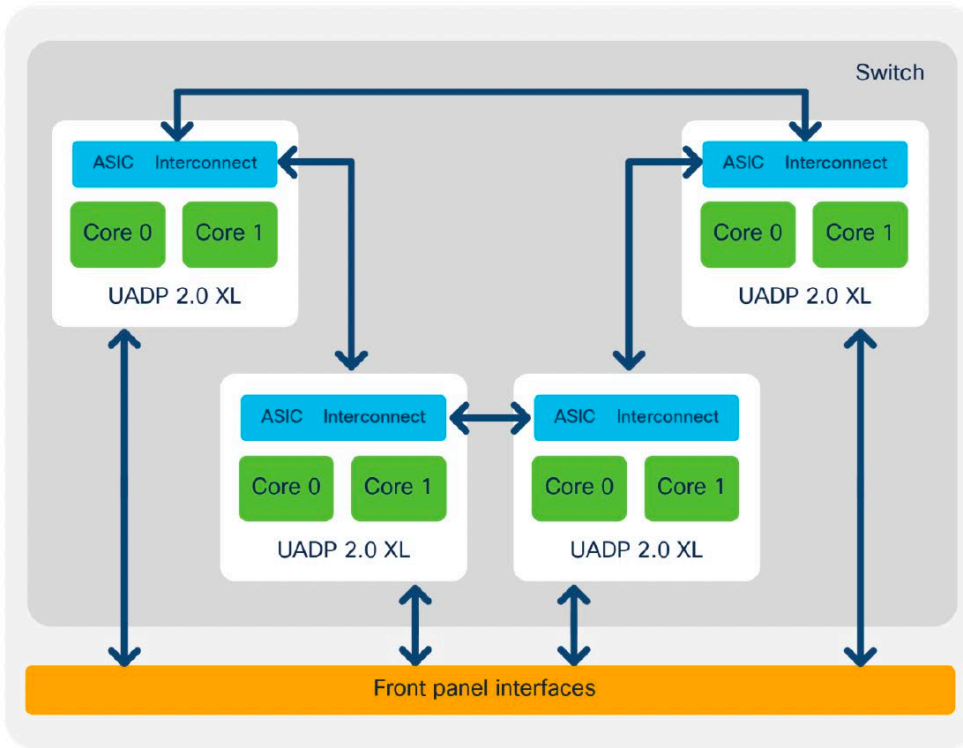 Switch
ASIC Interconnect
Core 0 Core 1
UADP 2.0 XL
ASIC Interconnect
Core 0 Core 1
UADP 2.0 XL
ASIC Interconnect
Core 0 Core 1
UADP 2.0 XL
ASIC Interconnect
Core 0 Core 1
UADP 2.0 XL
Front panel interfaces